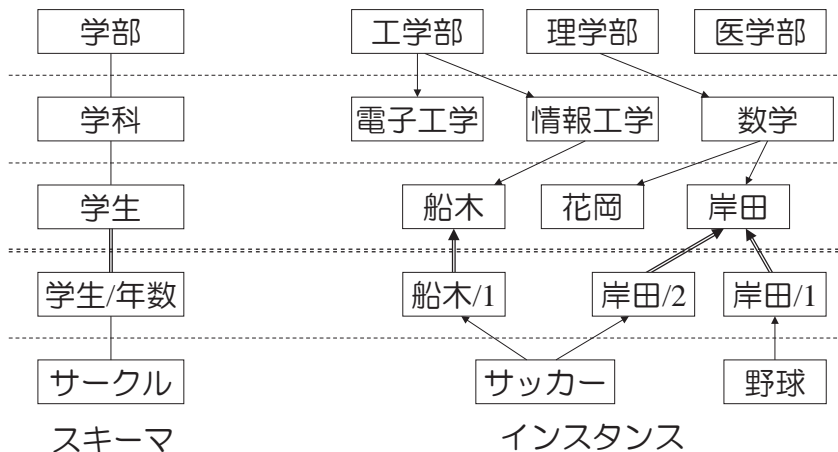 学部 工学部 理学部 医学部
学科 電子工学 情報工学 数学
学生 船木 花岡 岸田
学生/年数 船木/1 岸田/2 岸田/1
サークル サッカー 野球
スキーマ インスタンス